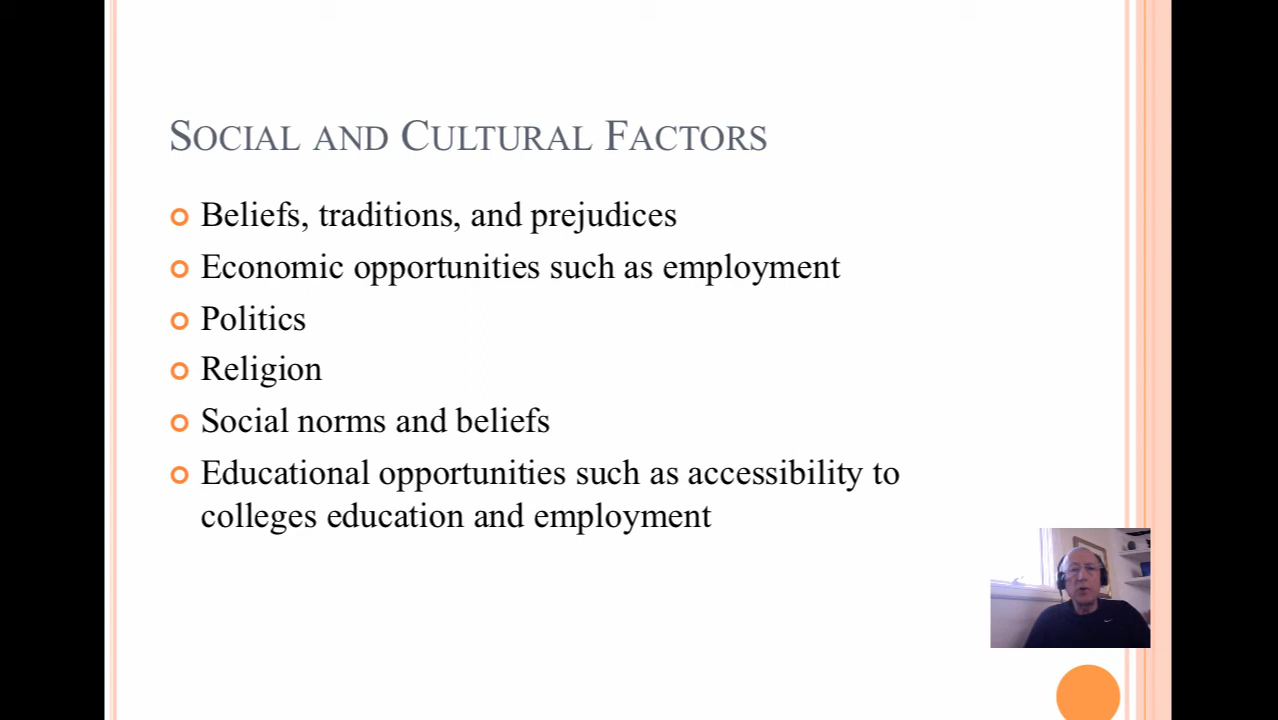 Social and Cultural Factors
Beliefs, traditions, and prejudices
Economic opportunities such as employment
Politics
Religion
Social norms and beliefs
Educational opportunities such as accessibility to
colleges education and employment